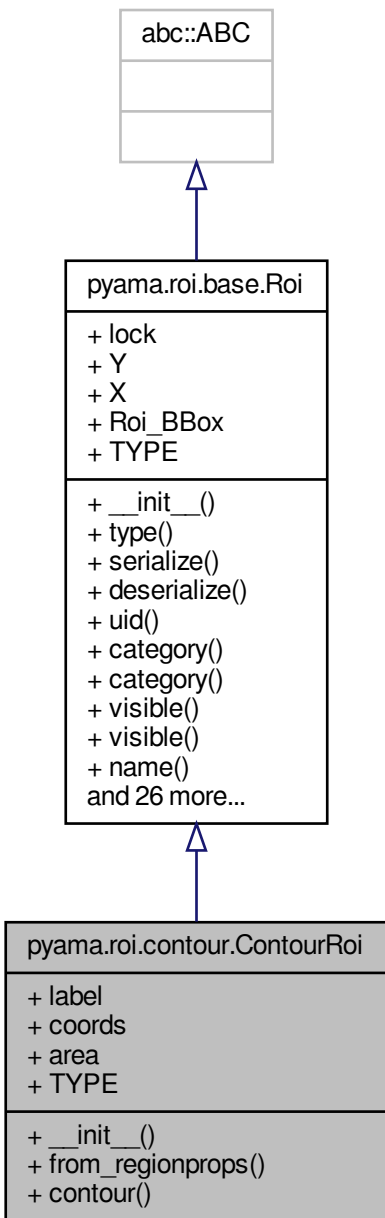 abc::ABC
pyama.roi.base.Roi
+ lock
+ Y
+ X
+ Roi_BBox
+ TYPE
+ __init__()
+ type()
+ serialize()
+ deserialize()
+ uid()
+ category()
+ category()
+ visible()
+ visible()
+ name()
and 26 more...
pyama.roi.contour.ContourRoi
+ label
+ coords
+ area
+ TYPE
+ __init__()
+ from_regionprops()
+ contour()